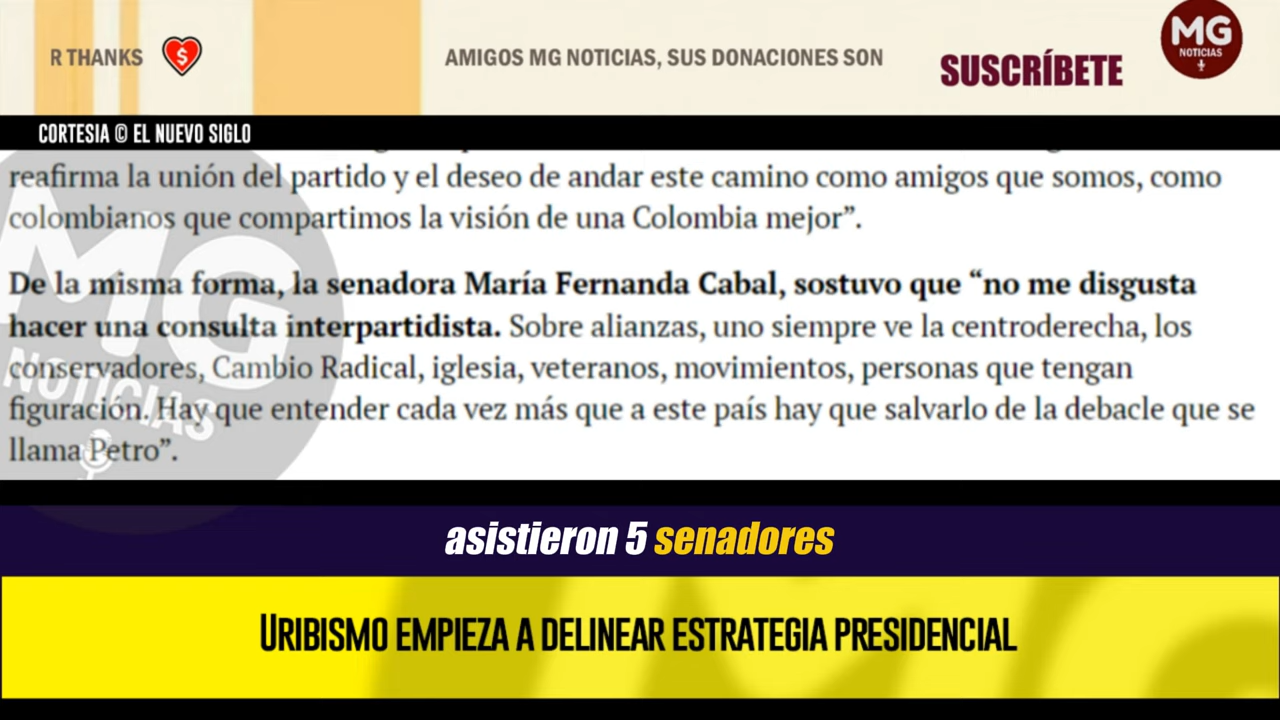 R THANKS
AMIGOS MG NOTICIAS, SUS DONACIONES SON
SUSCRÍBETE
MG
NOTICIAS
CORTESIA © EL NUEVO SIGLO
reafirma la unión del partido y el deseo de andar este camino como amigos que somos, como
colombianos que compartimos la visión de una Colombia mejor”.
De la misma forma, la senadora María Fernanda Cabal, sostuvo que “no me disgusta
hacer una consulta interpartidista. Sobre alianzas, uno siempre ve la centroderecha, los
conservadores, Cambio Radical, iglesia, veteranos, movimientos, personas que tengan
figuración. Hay que entender cada vez más que a este país hay que salvarlo de la debacle que se
llama Petro”.
MG
NOTICIAS
asistieron 5 senadores
URIBISMO EMPIEZA A DELINEAR ESTRATEGIA PRESIDENCIAL